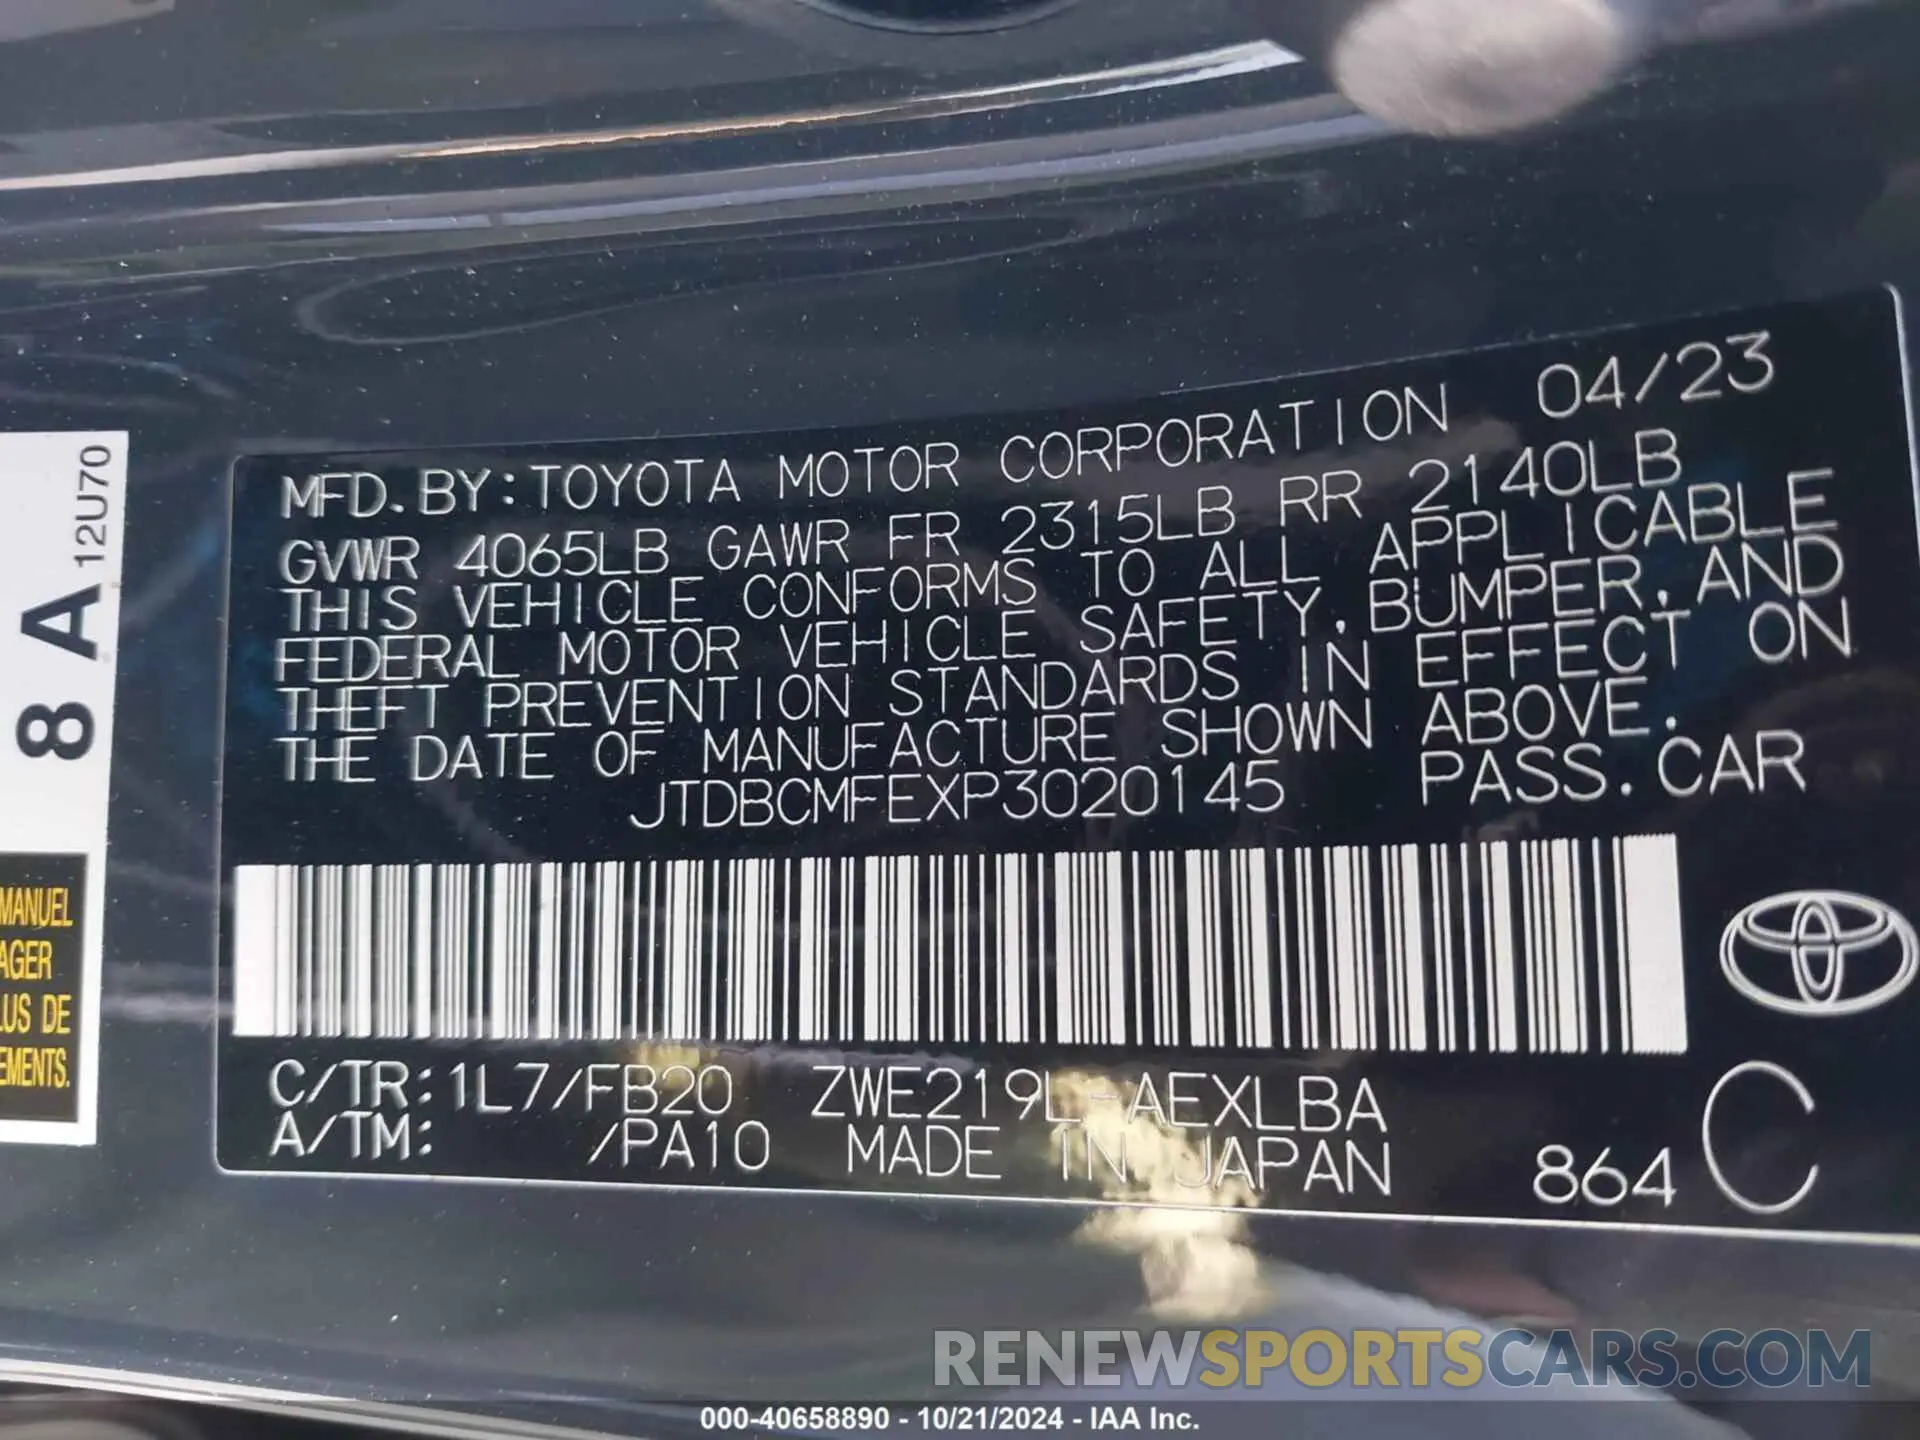 MFD. BY: TOYOTA MOTOR CORPORATION 04/23
GVWR 4065LB GAWR FR 2315LB RR 2140LB
THIS VEHICLE CONFORMS TO ALL APPLICABLE
FEDERAL MOTOR VEHICLE SAFETY, BUMPER, AND
THEFT PREVENTION STANDARDS IN EFFECT ON
THE DATE OF MANUFACTURE SHOWN ABOVE.
JTDBCMFEXP3020145 PASS. CAR
C/TR: 1L7/FB20 ZWE219L-AEXLBA
A/TM: /PA10 MADE IN JAPAN 864 C
8 A 12U70
MANUEL
AGER
LUS DE
EMENTS.
RENEWSPORTSCARS.COM
000-40658890 - 10/21/2024 - IAA Inc.